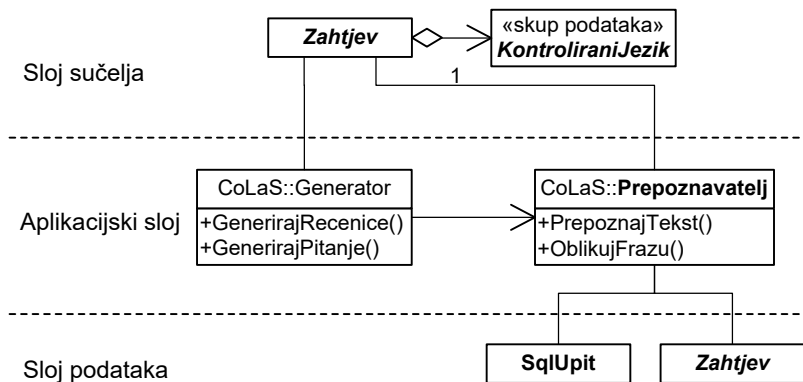 Zahtjev
«skup podataka»
KontroliraniJezik
Sloj sučelja
1
CoLaS::Generator
+GenerirajRecenice()
+GenerirajPitanje()
CoLaS::Prepoznavatelj
+PrepoznajTekst()
+OblikujFrazu()
Aplikacijski sloj
SqlUpit
Zahtjev
Sloj podataka